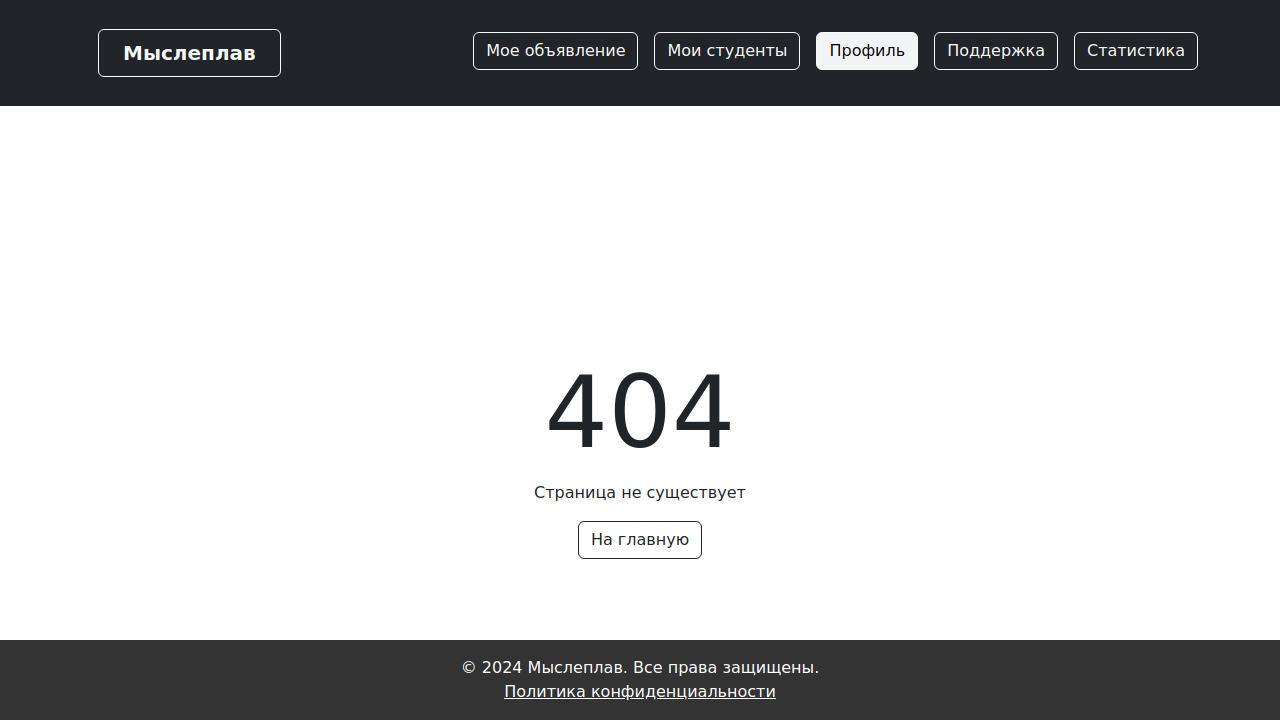 Мыслеплав
Мое объявление
Мои студенты
Профиль
Поддержка
Статистика
404
Страница не существует
На главную
© 2024 Мыслеплав. Все права защищены.
Политика конфиденциальности